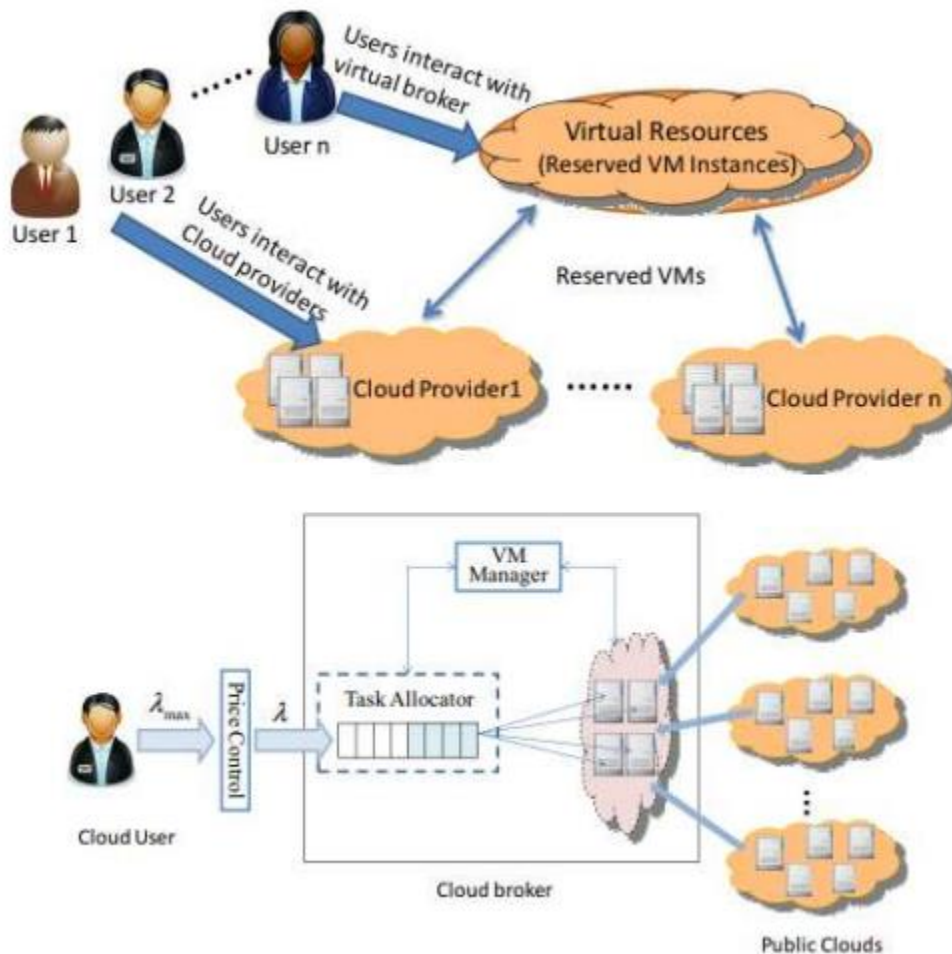 Users interact with
virtual broker
User n
User 2
User 1
Virtual Resources
(Reserved VM Instances)
Users interact with
Cloud providers
Reserved VMs
Cloud Provider1
Cloud Provider n
VM
Manager
Task Allocator
λmax
Price Control
λ
Cloud User
Cloud broker
Public Clouds